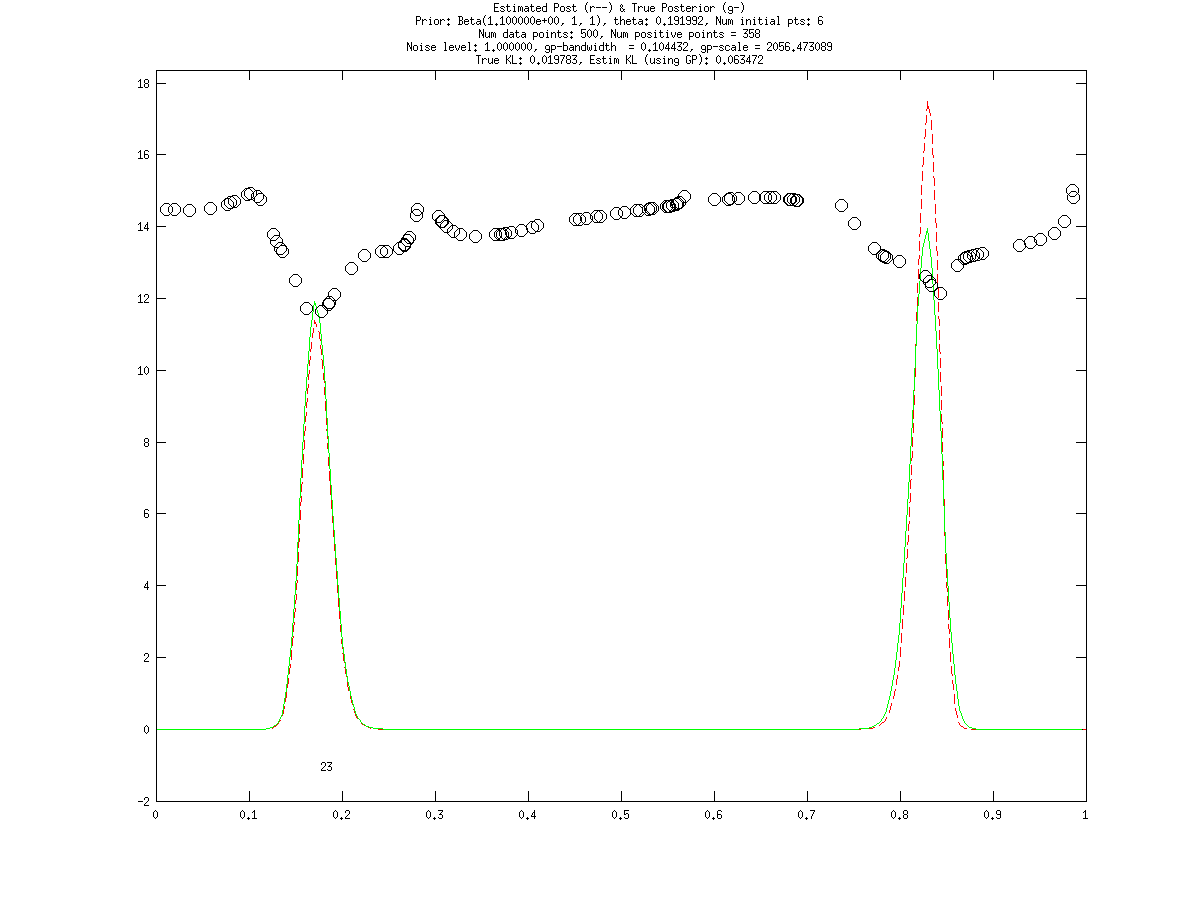 Estimated Post (r--) & True Posterior (g-)
Prior: Beta(1.100000e+00, 1, 1), theta: 0.191992, Num initial pts: 6
Num data points: 500, Num positive points = 358
Noise level: 1.000000, gp-bandwidth  = 0.104432, gp-scale = 2056.473089
True KL: 0.019783, Estim KL (using GP): 0.063472
18
16
14
12
10
8
6
4
2
0
-2
23
0 0.1 0.2 0.3 0.4 0.5 0.6 0.7 0.8 0.9 1